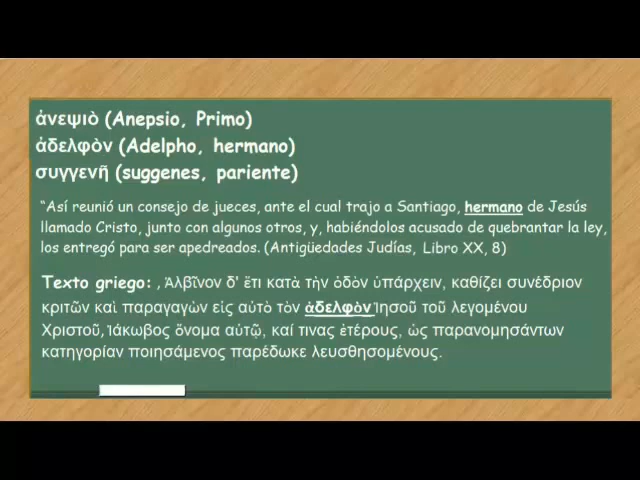 ἀνεψιὸ (Anepsio, Primo)
ἀδελφὸν (Adelpho, hermano)
συγγενῆ (suggenes, pariente)
“Así reunió un consejo de jueces, ante el cual trajo a Santiago, hermano de Jesús
llamado Cristo, junto con algunos otros, y, habiéndolos acusado de quebrantar la ley,
los entregó para ser apedreados. (Antigüedades Judías, Libro XX, 8)
Texto griego: , Ἀλβῖνον δ' ἔτι κατὰ τὴν ὁδὸν ὑπάρχειν, καθίζει συνέδριον
κριτῶν καὶ παραγαγὼν εἰς αὐτὸ τὸν ἀδελφὸν Ἰησοῦ τοῦ λεγομένου
Χριστοῦ, Ἰάκωβος ὄνομα αὐτῷ, καί τινας ἑτέρους, ὡς παρανομησάντων
κατηγορίαν ποιησάμενος παρέδωκε λευσθησομένους.